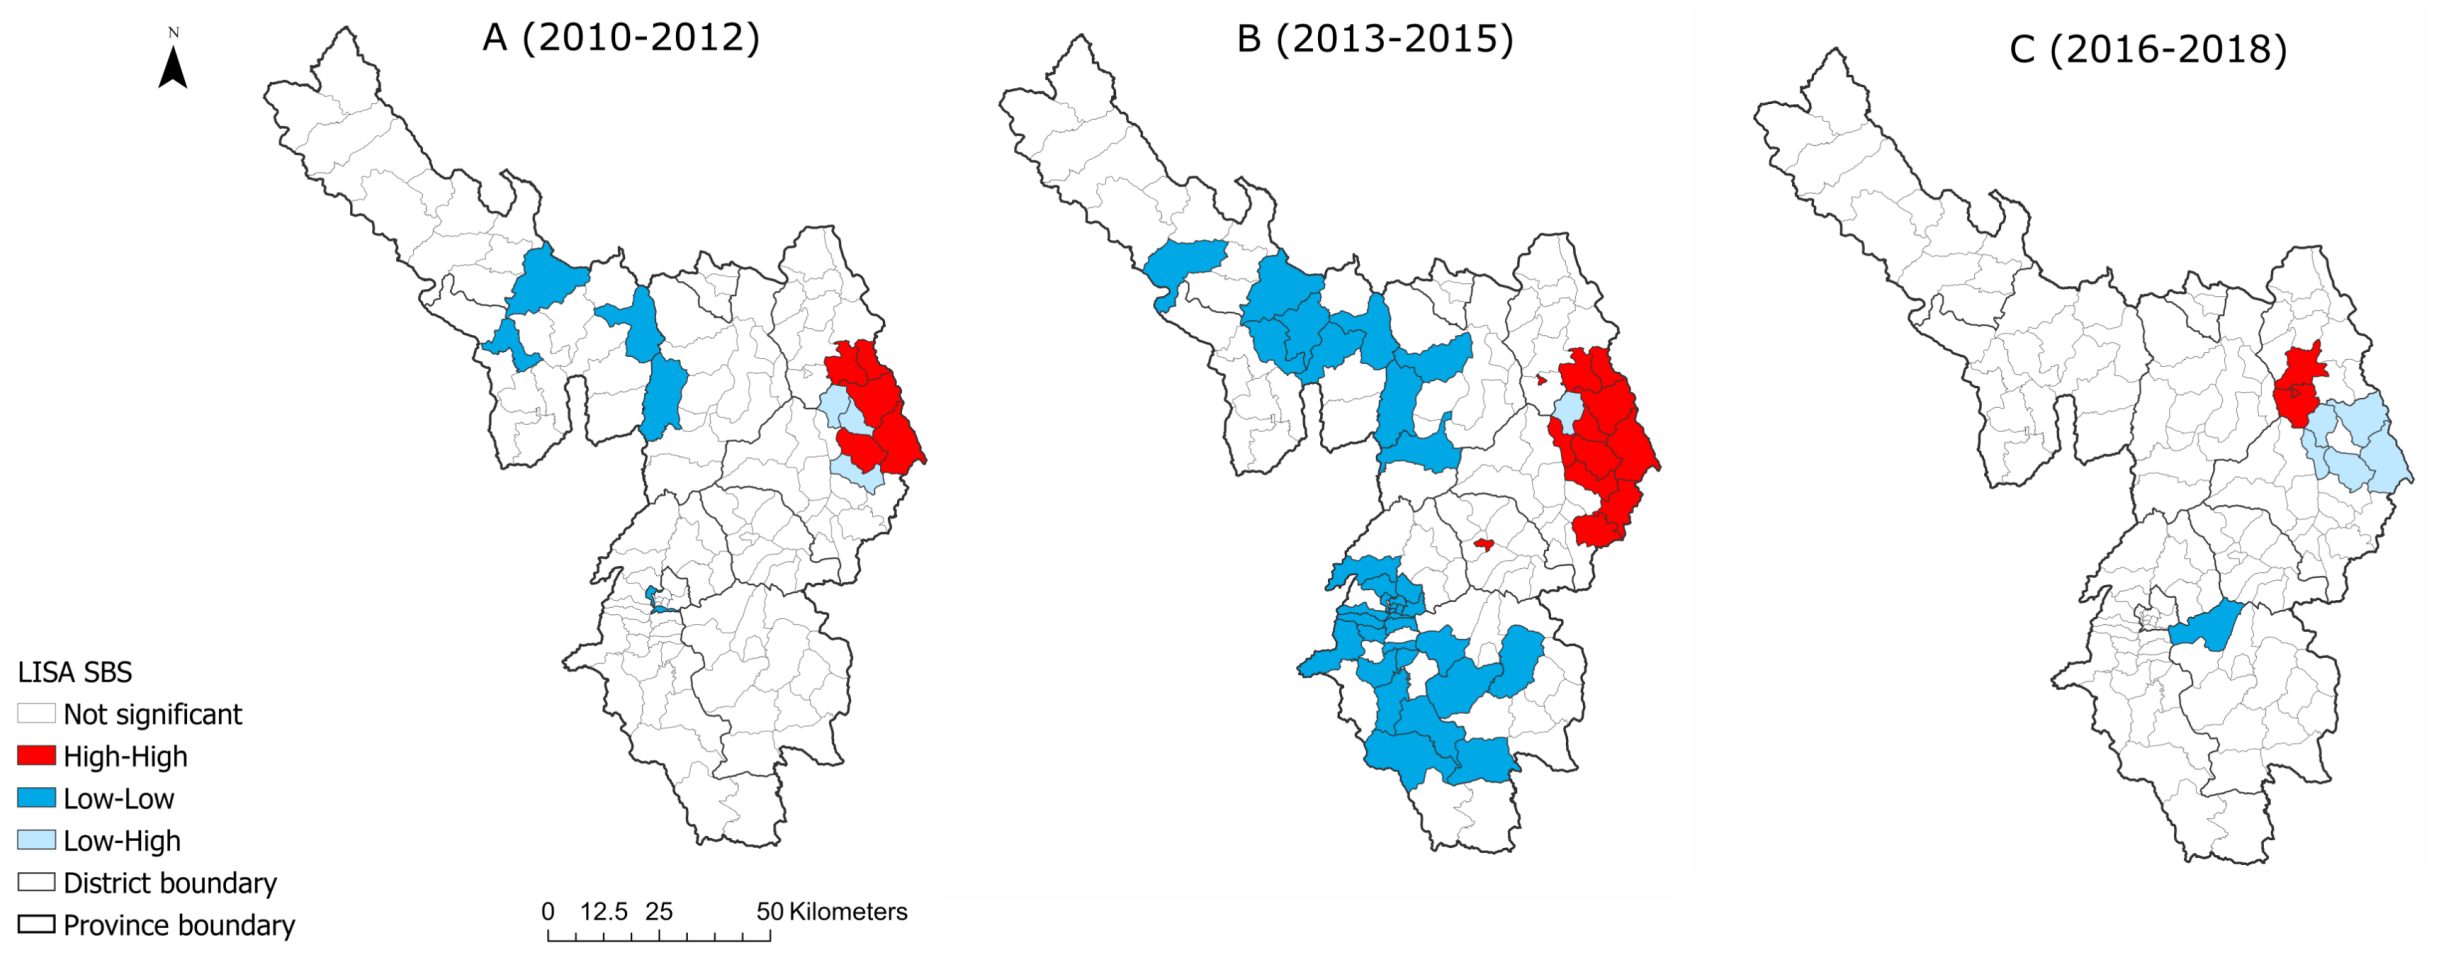 N
A (2010-2012)
B (2013-2015)
C (2016-2018)
LISA SBS
Not significant
High-High
Low-Low
Low-High
District boundary
Province boundary
0 12.5 25 50 Kilometers